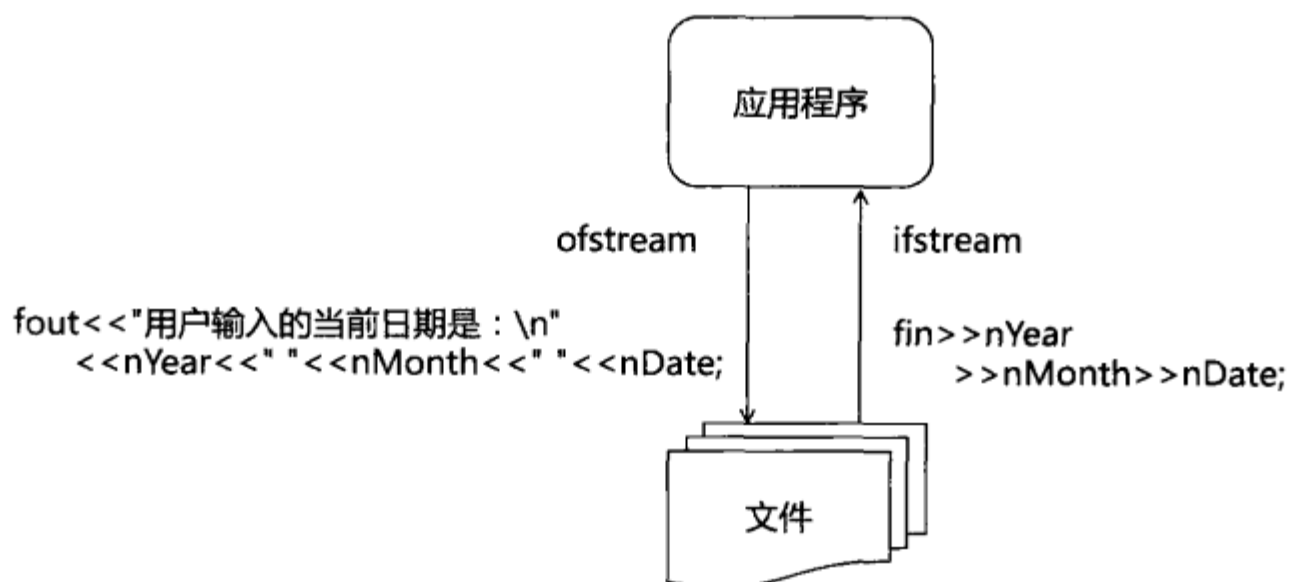 应用程序
ofstream
ifstream
fout<<"用户输入的当前日期是：\n"
<<nYear<<" "<<nMonth<<" "<<nDate;
fin>>nYear
>>nMonth>>nDate;
文件